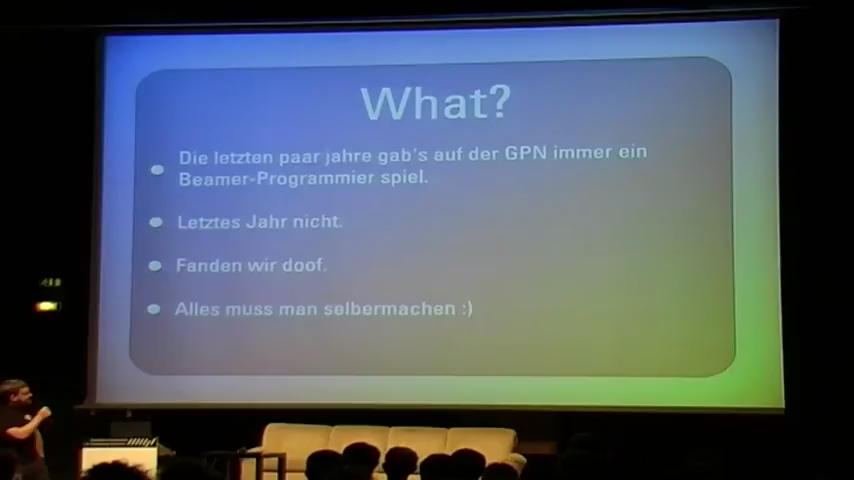 What?
Die letzten paar jahre gab's auf der GPN immer ein
Beamer-Programmier spiel.
Letztes Jahr nicht.
Fanden wir doof.
Alles muss man selbermachen :)